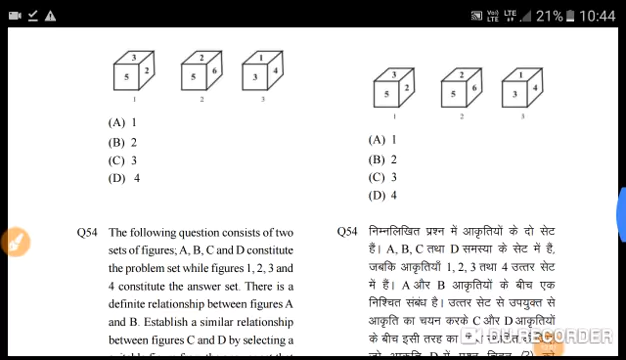 Voi) LTE LTE 21% 10:44
3 2 1
5 2 5 6 3 4
1 2 3
(A) 1
(B) 2
(C) 3
(D) 4
3 2 1
5 2 5 6 3 4
1 2 3
(A) 1
(B) 2
(C) 3
(D) 4
Q54 The following question consists of two
sets of figures; A, B, C and D constitute
the problem set while figures 1, 2, 3 and
4 constitute the answer set. There is a
definite relationship between figures A
and B. Establish a similar relationship
between figures C and D by selecting a
Q54 निम्नलिखित प्रश्न में आकृतियों के दो सेट
हैं। A, B, C तथा D समस्या के सेट में है,
जबकि आकृतियाँ 1, 2, 3 तथा 4 उत्तर सेट
में हैं। A और B आकृतियों के बीच एक
निश्चित संबंध है। उत्तर सेट से उपयुक्त से
आकृति का चयन करके C और D आकृतियों
के बीच इसी तरह का
DU RECORDER